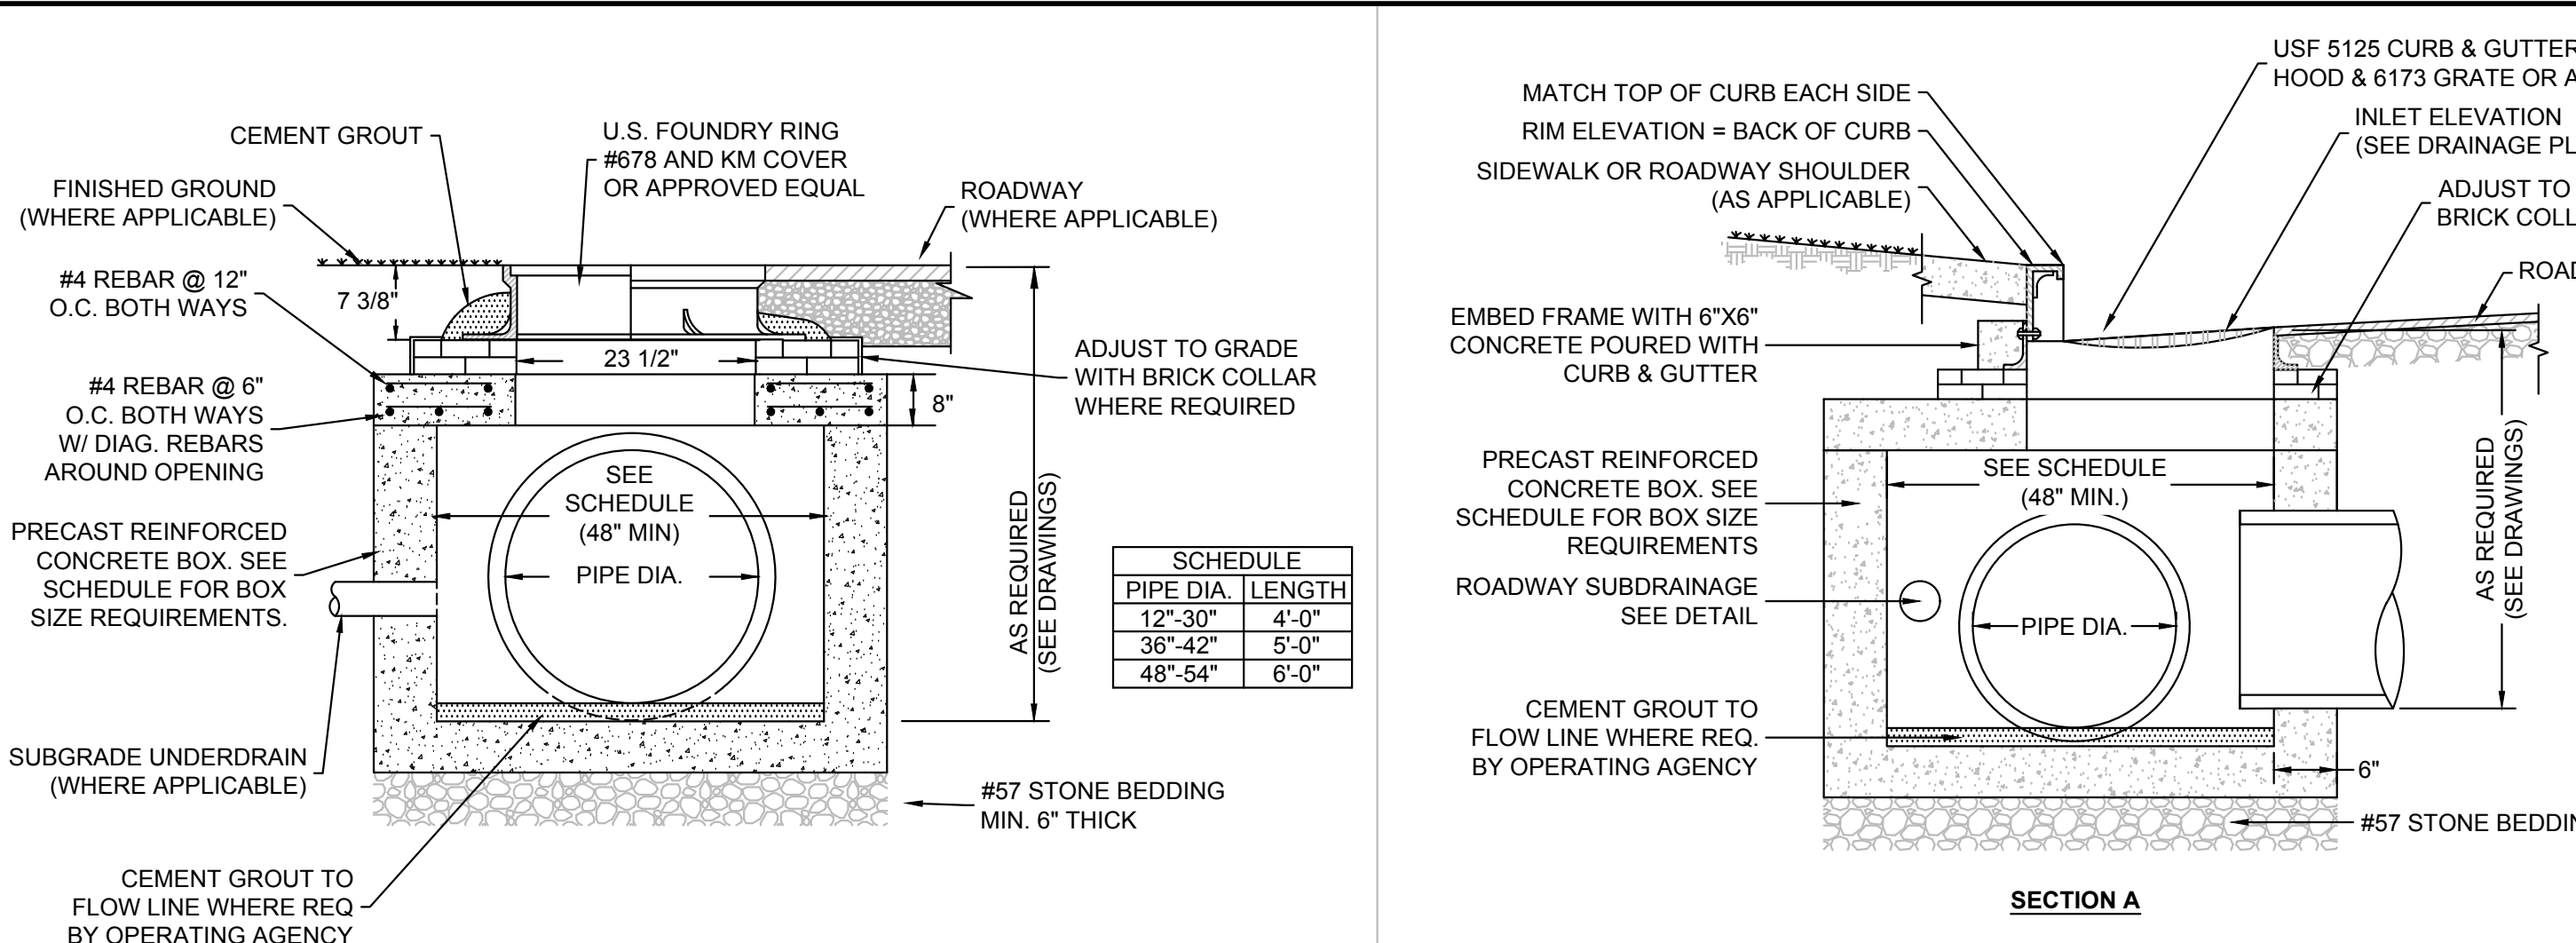 CEMENT GROUT
FINISHED GROUND
(WHERE APPLICABLE)
#4 REBAR @ 12"
O.C. BOTH WAYS
#4 REBAR @ 6"
O.C. BOTH WAYS
W/ DIAG. REBARS
AROUND OPENING
PRECAST REINFORCED
CONCRETE BOX. SEE
SCHEDULE FOR BOX
SIZE REQUIREMENTS.
SUBGRADE UNDERDRAIN
(WHERE APPLICABLE)
CEMENT GROUT TO
FLOW LINE WHERE REQ
BY OPERATING AGENCY
U.S. FOUNDRY RING
#678 AND KM COVER
OR APPROVED EQUAL
ROADWAY
(WHERE APPLICABLE)
7 3/8"
23 1/2"
8"
ADJUST TO GRADE
WITH BRICK COLLAR
WHERE REQUIRED
SEE
SCHEDULE
(48" MIN)
PIPE DIA.
AS REQUIRED
(SEE DRAWINGS)
SCHEDULE
PIPE DIA. LENGTH
12"-30" 4'-0"
36"-42" 5'-0"
48"-54" 6'-0"
#57 STONE BEDDING
MIN. 6" THICK
MATCH TOP OF CURB EACH SIDE
RIM ELEVATION = BACK OF CURB
SIDEWALK OR ROADWAY SHOULDER
(AS APPLICABLE)
EMBED FRAME WITH 6"X6"
CONCRETE POURED WITH
CURB & GUTTER
PRECAST REINFORCED
CONCRETE BOX. SEE
SCHEDULE FOR BOX SIZE
REQUIREMENTS
ROADWAY SUBDRAINAGE
SEE DETAIL
CEMENT GROUT TO
FLOW LINE WHERE REQ.
BY OPERATING AGENCY
USF 5125 CURB & GUTTER
HOOD & 6173 GRATE OR A
INLET ELEVATION
(SEE DRAINAGE PL
ADJUST TO
BRICK COLL
ROAD
SEE SCHEDULE
(48" MIN.)
PIPE DIA.
AS REQUIRED
(SEE DRAWINGS)
6"
#57 STONE BEDDIN
SECTION A